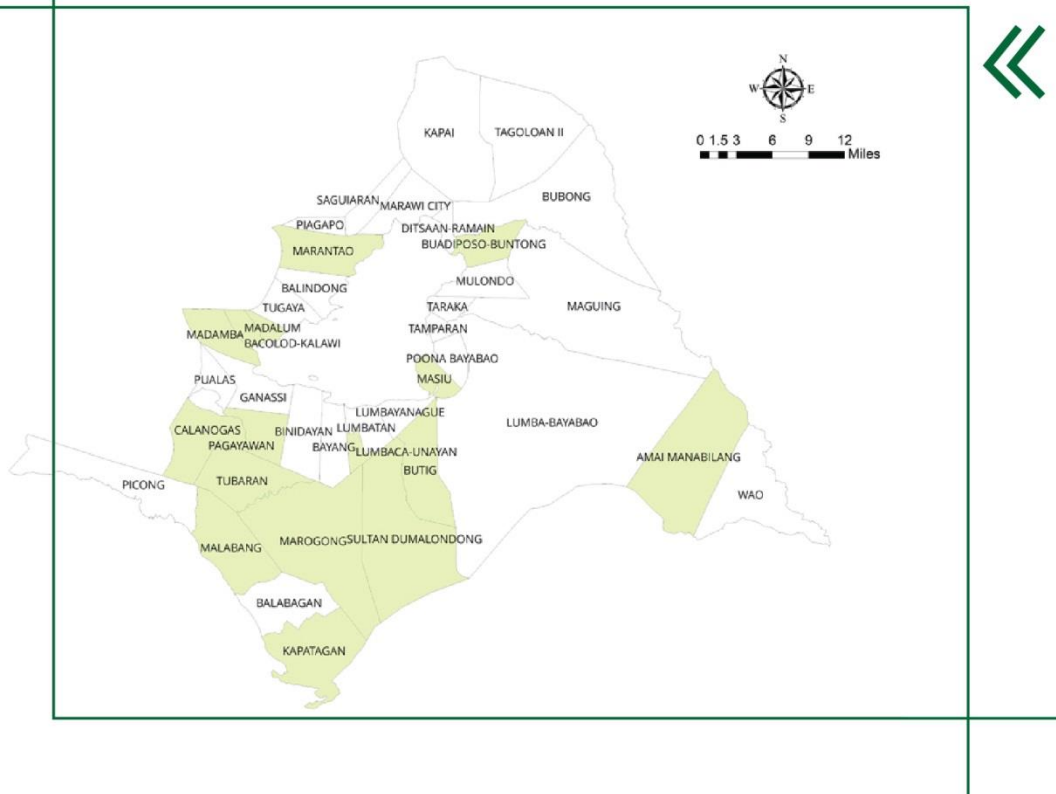 N
W E
S
0 1.5 3 6 9 12
Miles
KAPAI
TAGOLOAN II
BUBONG
SAGUIARAN
MARAWI CITY
PIAGAPO
DITSAAN-RAMAIN
BUADIPOSO-BUNTONG
MARANTAO
MULONDO
BALINDONG
TUGAYA
TARAKA
MAGUING
MADALUM
MADAMBA
BACOLOD-KALAWI
TAMPARAN
POONA BAYABAO
MASIU
PUALAS
GANASSI
LUMBAYANAGUE
LUMBA-BAYABAO
CALANOGAS
BINIDAYAN
LUMBATAN
PAGAYAWAN
BAYANG
LUMBACA-UNAYAN
AMAI MANABILANG
BUTIG
TUBARAN
PICONG
WAO
MALABANG
MAROGONG
SULTAN DUMALONDONG
BALABAGAN
KAPATAGAN